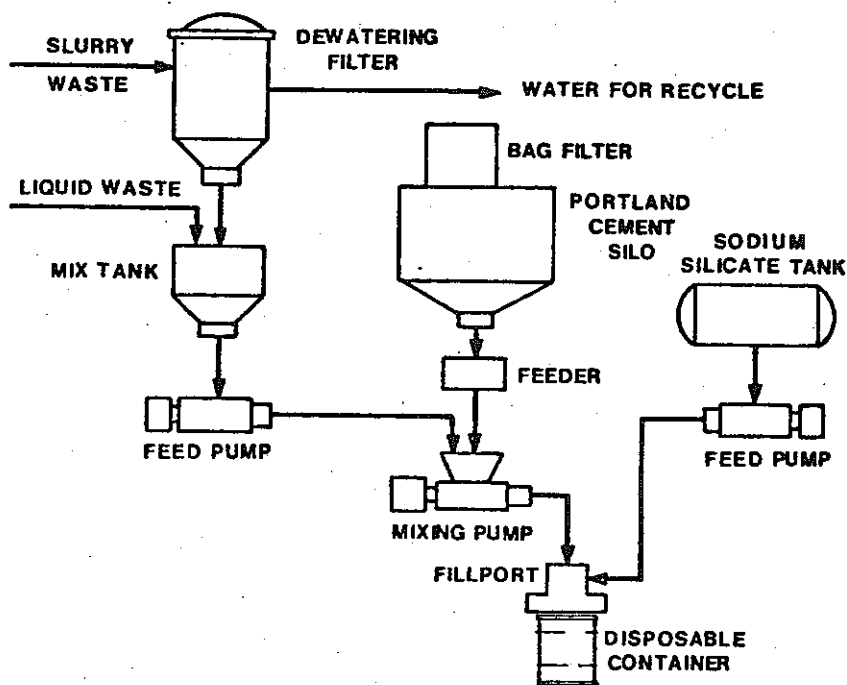 SLURRY
WASTE
DEWATERING
FILTER
WATER FOR RECYCLE
BAG FILTER
LIQUID WASTE
PORTLAND
CEMENT
SILO
SODIUM
SILICATE TANK
MIX TANK
FEEDER
FEED PUMP
FEED PUMP
MIXING PUMP
FILLPORT
DISPOSABLE
CONTAINER